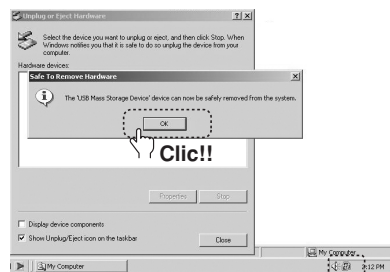 Unplug or Eject Hardware
Select the device you want to unplug or eject, and then click Stop. When
Windows notifies you that it is safe to do so unplug the device from your
computer.
Hardware devices:
Safe To Remove Hardware
The 'USB Mass Storage Device' device can now be safely removed from the system.
OK
Clic!!
Properties
Stop
Display device components
Show Unplug/Eject icon on the taskbar
Close
My Computer
My Computer
2:12 PM